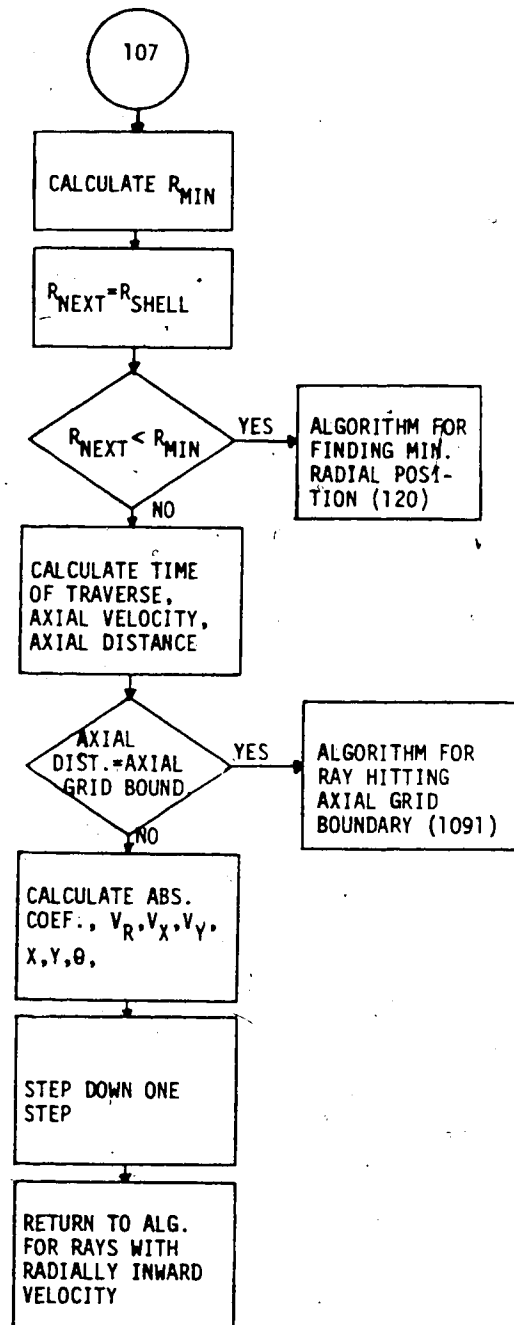 107
CALCULATE R_MIN
R_NEXT=R_SHELL
R_NEXT < R_MIN
YES
ALGORITHM FOR
FINDING MIN.
RADIAL POSI-
TION (120)
NO
CALCULATE TIME
OF TRAVERSE,
AXIAL VELOCITY,
AXIAL DISTANCE
AXIAL
DIST.=AXIAL
GRID BOUND.
YES
ALGORITHM FOR
RAY HITTING
AXIAL GRID
BOUNDARY (1091)
NO
CALCULATE ABS.
COEF., V_R,V_X,V_Y,
X,Y,θ,
STEP DOWN ONE
STEP
RETURN TO ALG.
FOR RAYS WITH
RADIALLY INWARD
VELOCITY